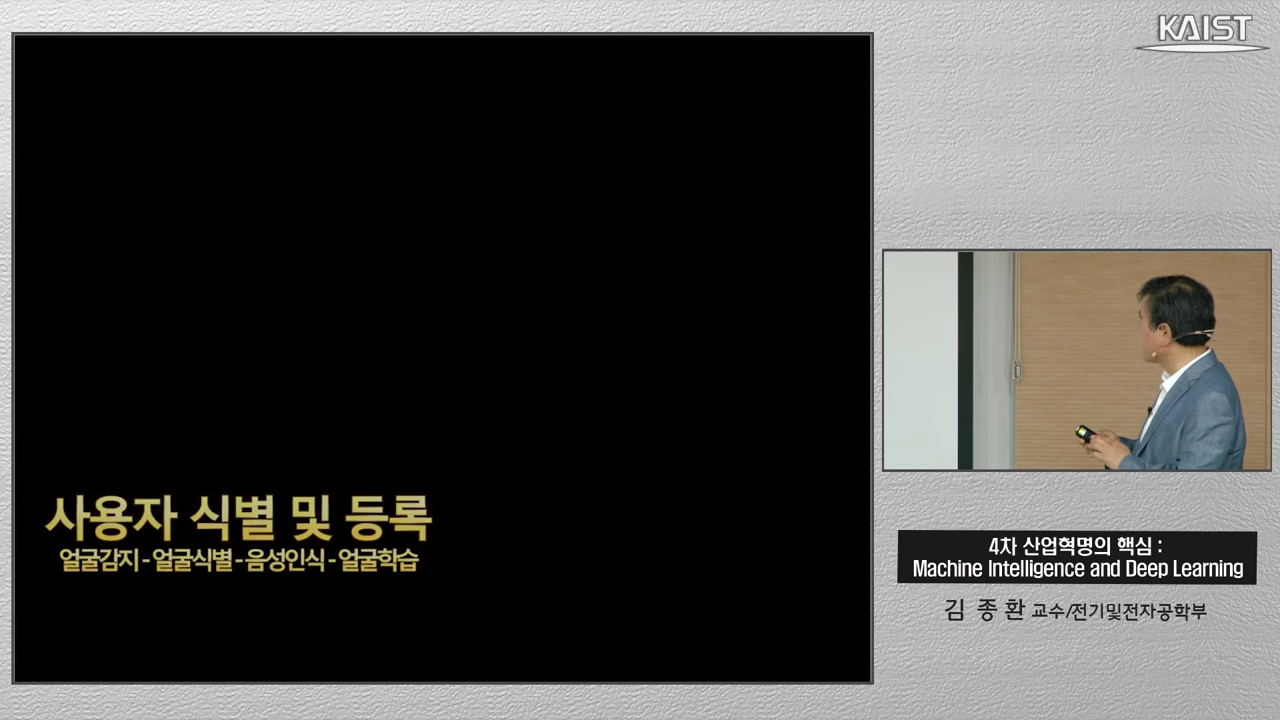 KAIST
사용자 식별 및 등록
얼굴감지 - 얼굴식별 - 음성인식 - 얼굴학습
4차 산업혁명의 핵심 :
Machine Intelligence and Deep Learning
김 종 환 교수/전기및전자공학부